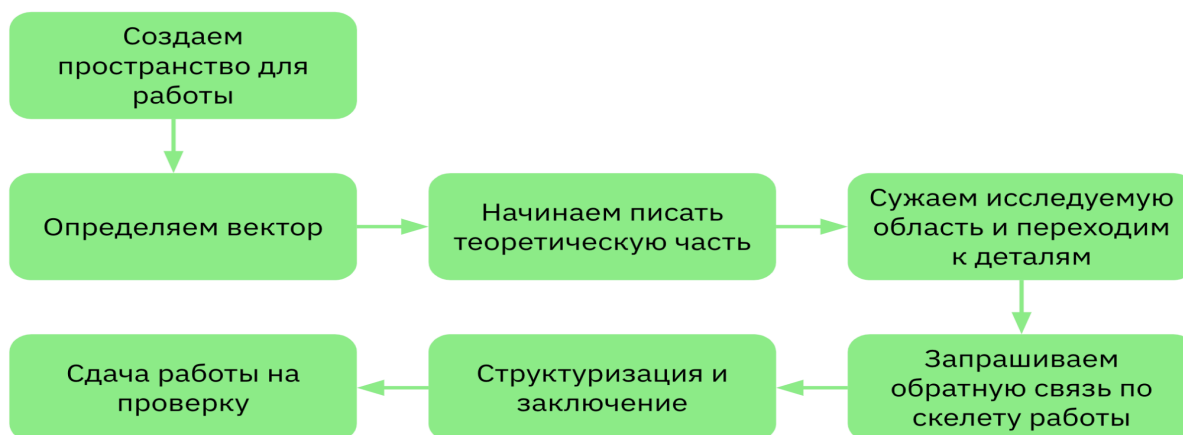 Создаем
пространство для
работы
Определяем вектор
Начинаем писать
теоретическую часть
Сужаем исследуемую
область и переходим
к деталям
Запрашиваем
обратную связь по
скелету работы
Структуризация и
заключение
Сдача работы на
проверку